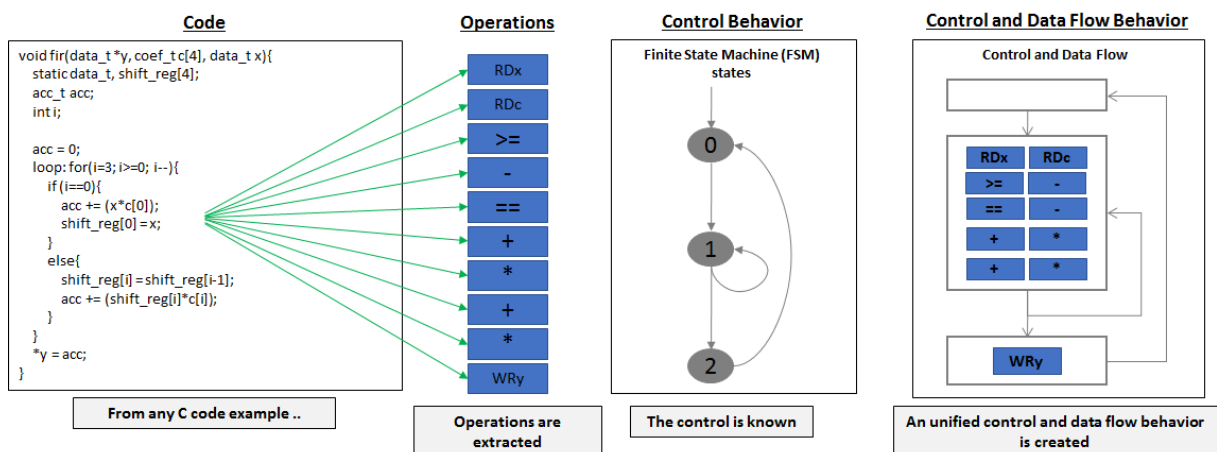 Code
void fir(data_t *y, coef_t c[4], data_t x){
static data_t, shift_reg[4];
acc_t acc;
int i;
acc = 0;
loop: for(i=3; i>=0; i--){
if (i==0){
acc += (x*c[0]);
shift_reg[0] = x;
}
else{
shift_reg[i] = shift_reg[i-1];
acc += (shift_reg[i]*c[i]);
}
}
*y = acc;
}
From any C code example ..
Operations
RDx
RDc
>=
-
==
+
*
+
*
WRy
Operations are
extracted
Control Behavior
Finite State Machine (FSM)
states
0
1
2
The control is known
Control and Data Flow Behavior
Control and Data Flow
RDx RDc
>= -
== -
+ *
+ *
WRy
An unified control and data flow behavior
is created